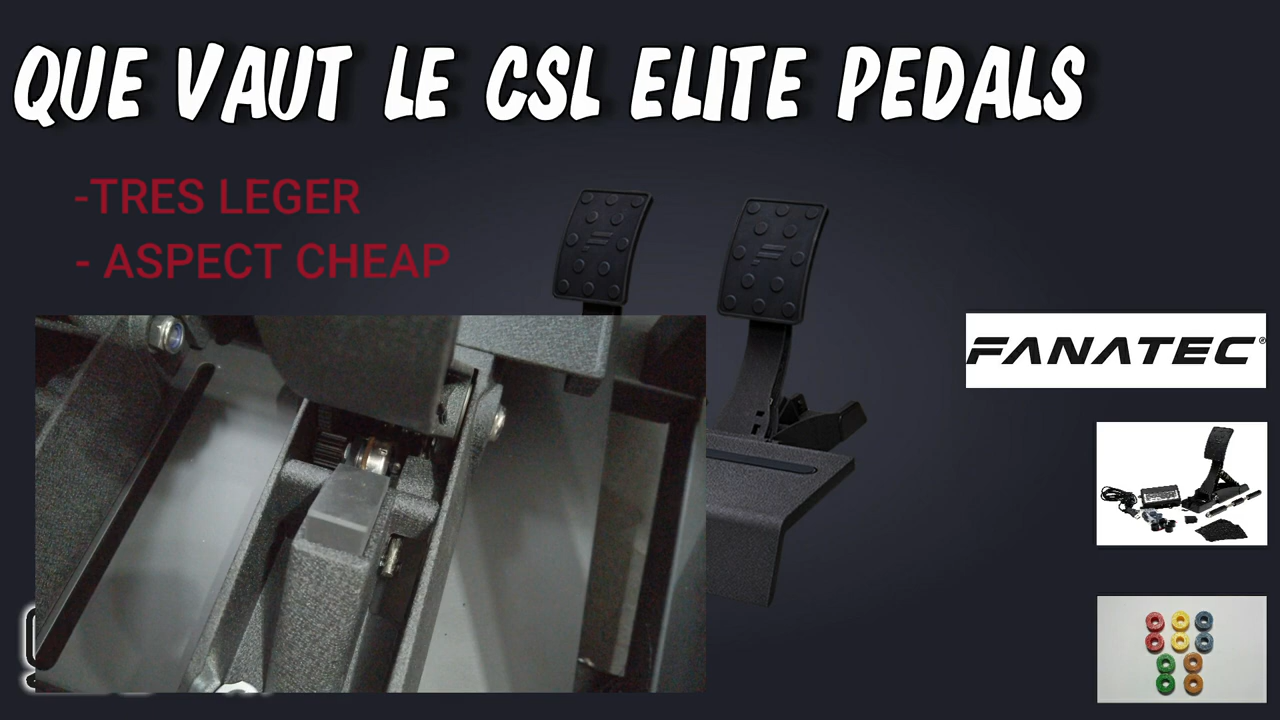 QUE VAUT LE CSL ELITE PEDALS
-TRES LEGER
- ASPECT CHEAP
FANATEC®